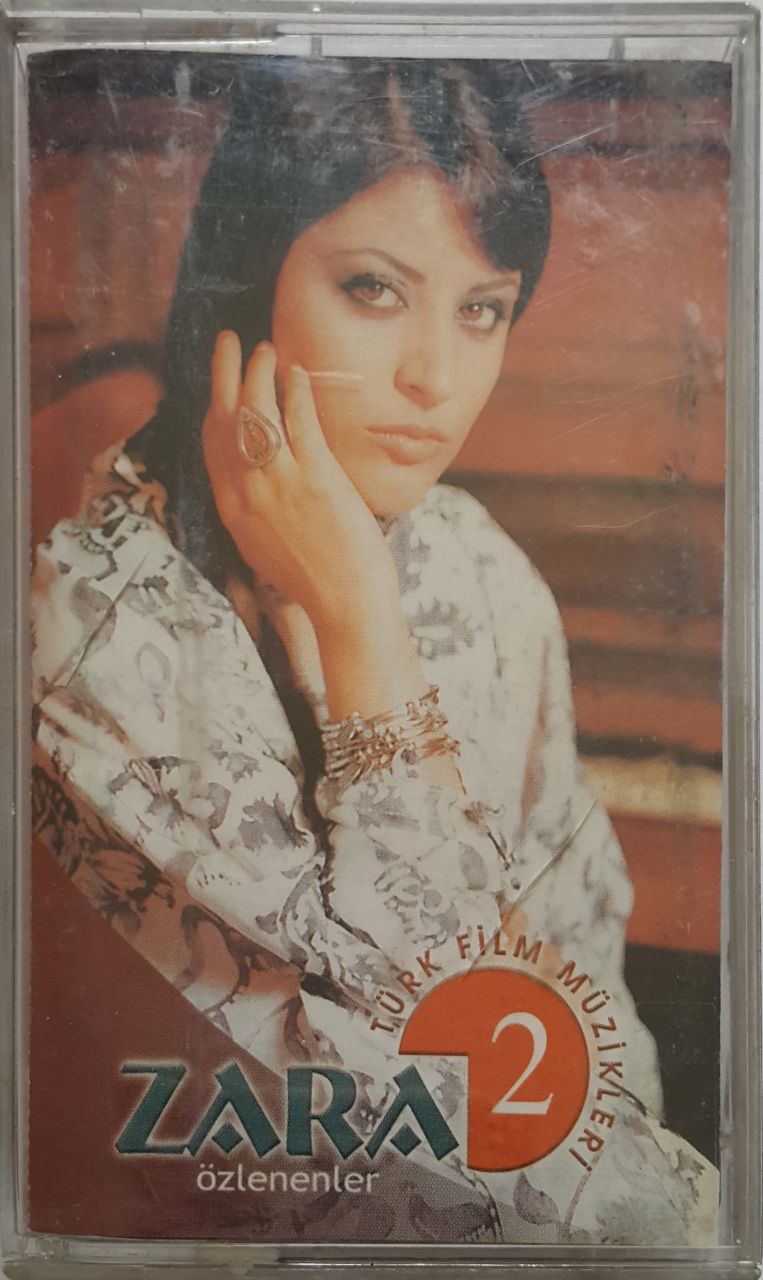 TÜRK FİLM MÜZİKLERİ
2
ZARA
özlenenler